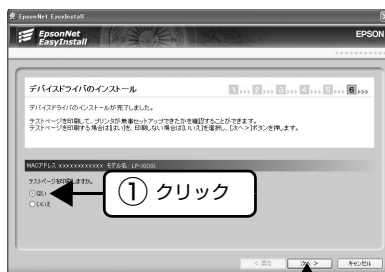 EpsonNet EasyInstall
EpsonNet
EasyInstall
EPSON
デバイスドライバのインストール
1 ››› 2 ››› 3 ››› 4 ››› 5 ››› 6 ›››
デバイスドライバのインストールが完了しました。
テストページを印刷して、プリンタが無事セットアップできたかを確認することができます。
テストページを印刷する場合は[はい]を、印刷しない場合は[いいえ]を選択し、[次へ >]ボタンを押します。
MACアドレス xxxxxxxxxxxx モデル名 LP-XXXX
テストページを印刷しますか。
はい
いいえ
① クリック
< 戻る
次へ >
キャンセル